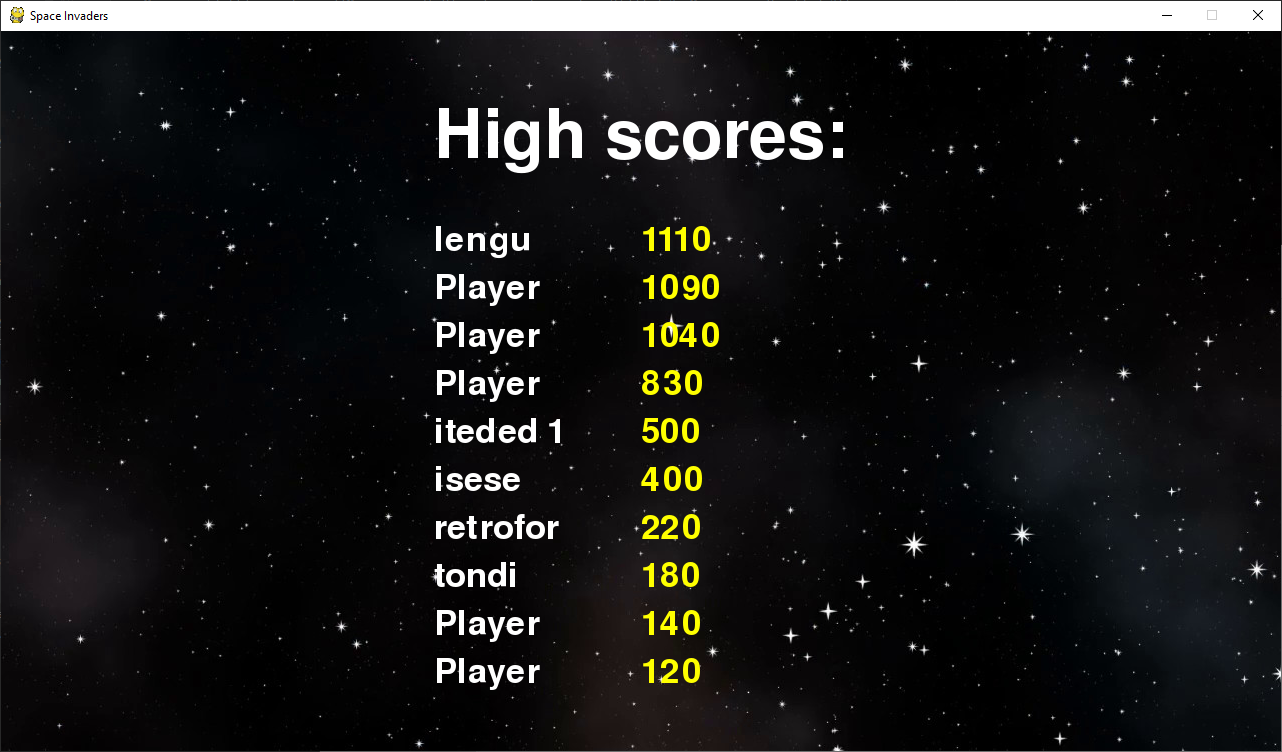 Space Invaders
High scores:
lengu 1110
Player 1090
Player 1040
Player 830
iteded 1 500
isese 400
retrofor 220
tondi 180
Player 140
Player 120